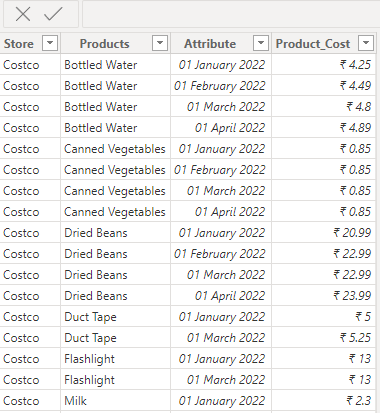 Store Products Attribute Product_Cost
Costco Bottled Water 01 January 2022 ₹ 4.25
Costco Bottled Water 01 February 2022 ₹ 4.49
Costco Bottled Water 01 March 2022 ₹ 4.8
Costco Bottled Water 01 April 2022 ₹ 4.89
Costco Canned Vegetables 01 January 2022 ₹ 0.85
Costco Canned Vegetables 01 February 2022 ₹ 0.85
Costco Canned Vegetables 01 March 2022 ₹ 0.85
Costco Canned Vegetables 01 April 2022 ₹ 0.85
Costco Dried Beans 01 January 2022 ₹ 20.99
Costco Dried Beans 01 February 2022 ₹ 22.99
Costco Dried Beans 01 March 2022 ₹ 22.99
Costco Dried Beans 01 April 2022 ₹ 23.99
Costco Duct Tape 01 January 2022 ₹ 5
Costco Duct Tape 01 March 2022 ₹ 5.25
Costco Flashlight 01 January 2022 ₹ 13
Costco Flashlight 01 March 2022 ₹ 13
Costco Milk 01 January 2022 ₹ 2.3